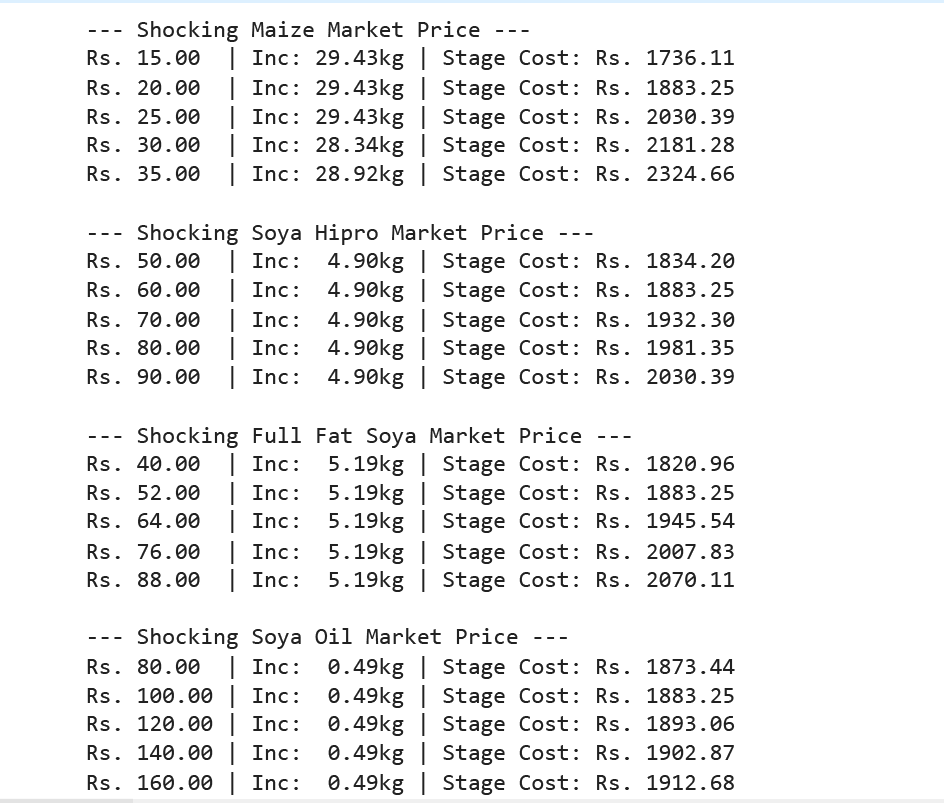 --- Shocking Maize Market Price ---
Rs. 15.00  | Inc: 29.43kg | Stage Cost: Rs. 1736.11
Rs. 20.00  | Inc: 29.43kg | Stage Cost: Rs. 1883.25
Rs. 25.00  | Inc: 29.43kg | Stage Cost: Rs. 2030.39
Rs. 30.00  | Inc: 28.34kg | Stage Cost: Rs. 2181.28
Rs. 35.00  | Inc: 28.92kg | Stage Cost: Rs. 2324.66
--- Shocking Soya Hipro Market Price ---
Rs. 50.00  | Inc:  4.90kg | Stage Cost: Rs. 1834.20
Rs. 60.00  | Inc:  4.90kg | Stage Cost: Rs. 1883.25
Rs. 70.00  | Inc:  4.90kg | Stage Cost: Rs. 1932.30
Rs. 80.00  | Inc:  4.90kg | Stage Cost: Rs. 1981.35
Rs. 90.00  | Inc:  4.90kg | Stage Cost: Rs. 2030.39
--- Shocking Full Fat Soya Market Price ---
Rs. 40.00  | Inc:  5.19kg | Stage Cost: Rs. 1820.96
Rs. 52.00  | Inc:  5.19kg | Stage Cost: Rs. 1883.25
Rs. 64.00  | Inc:  5.19kg | Stage Cost: Rs. 1945.54
Rs. 76.00  | Inc:  5.19kg | Stage Cost: Rs. 2007.83
Rs. 88.00  | Inc:  5.19kg | Stage Cost: Rs. 2070.11
--- Shocking Soya Oil Market Price ---
Rs. 80.00  | Inc:  0.49kg | Stage Cost: Rs. 1873.44
Rs. 100.00 | Inc:  0.49kg | Stage Cost: Rs. 1883.25
Rs. 120.00 | Inc:  0.49kg | Stage Cost: Rs. 1893.06
Rs. 140.00 | Inc:  0.49kg | Stage Cost: Rs. 1902.87
Rs. 160.00 | Inc:  0.49kg | Stage Cost: Rs. 1912.68